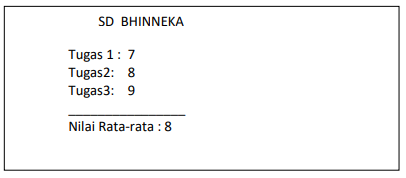 SD BHINNEKA
Tugas 1 : 7
Tugas2: 8
Tugas3: 9
Nilai Rata-rata : 8